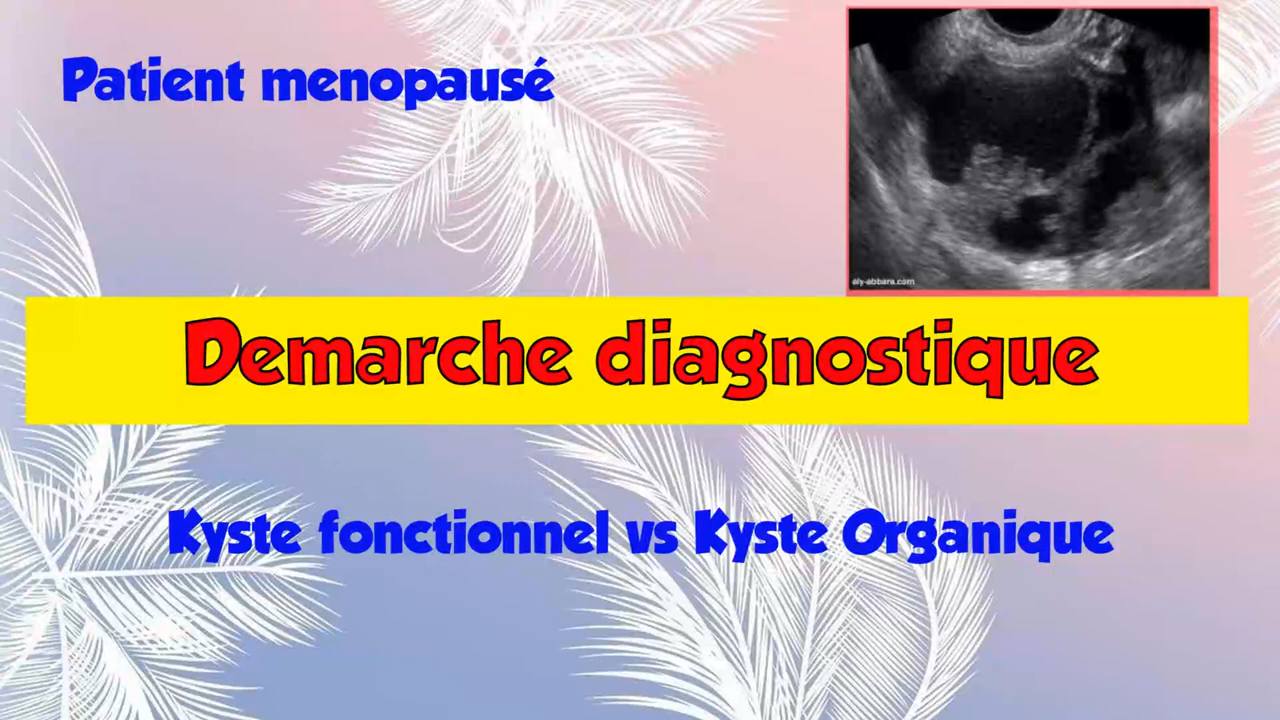 Patient menopausé
aly-abbara.com
Demarche diagnostique
Kyste fonctionnel vs Kyste Organique